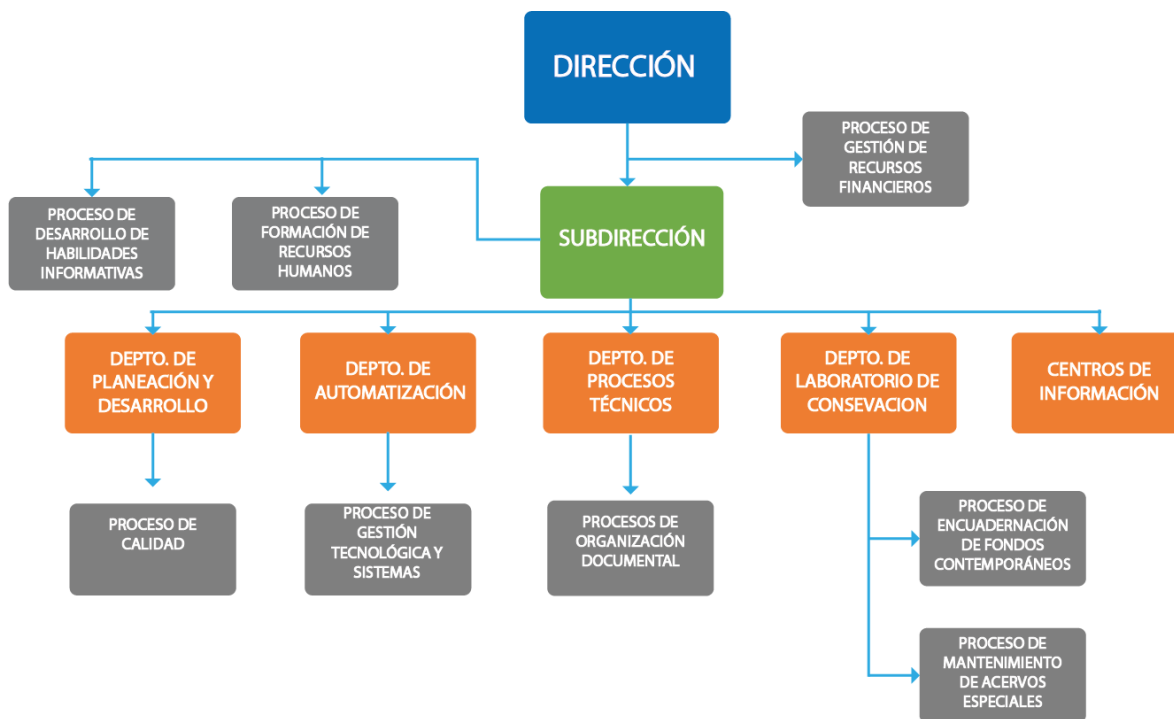 DIRECCIÓN
PROCESO DE
GESTIÓN DE
RECURSOS
FINANCIEROS
PROCESO DE
DESARROLLO DE
HABILIDADES
INFORMATIVAS
PROCESO DE
FORMACIÓN DE
RECURSOS
HUMANOS
SUBDIRECCIÓN
DEPTO. DE
PLANEACIÓN Y
DESARROLLO
DEPTO. DE
AUTOMATIZACIÓN
DEPTO. DE
PROCESOS
TÉCNICOS
DEPTO. DE
LABORATORIO DE
CONSEVACION
CENTROS DE
INFORMACIÓN
PROCESO DE
CALIDAD
PROCESO DE
GESTIÓN
TECNOLÓGICA Y
SISTEMAS
PROCESOS DE
ORGANIZACIÓN
DOCUMENTAL
PROCESO DE
ENCUADERNACIÓN
DE FONDOS
CONTEMPORÁNEOS
PROCESO DE
MANTENIMIENTO
DE ACERVOS
ESPECIALES